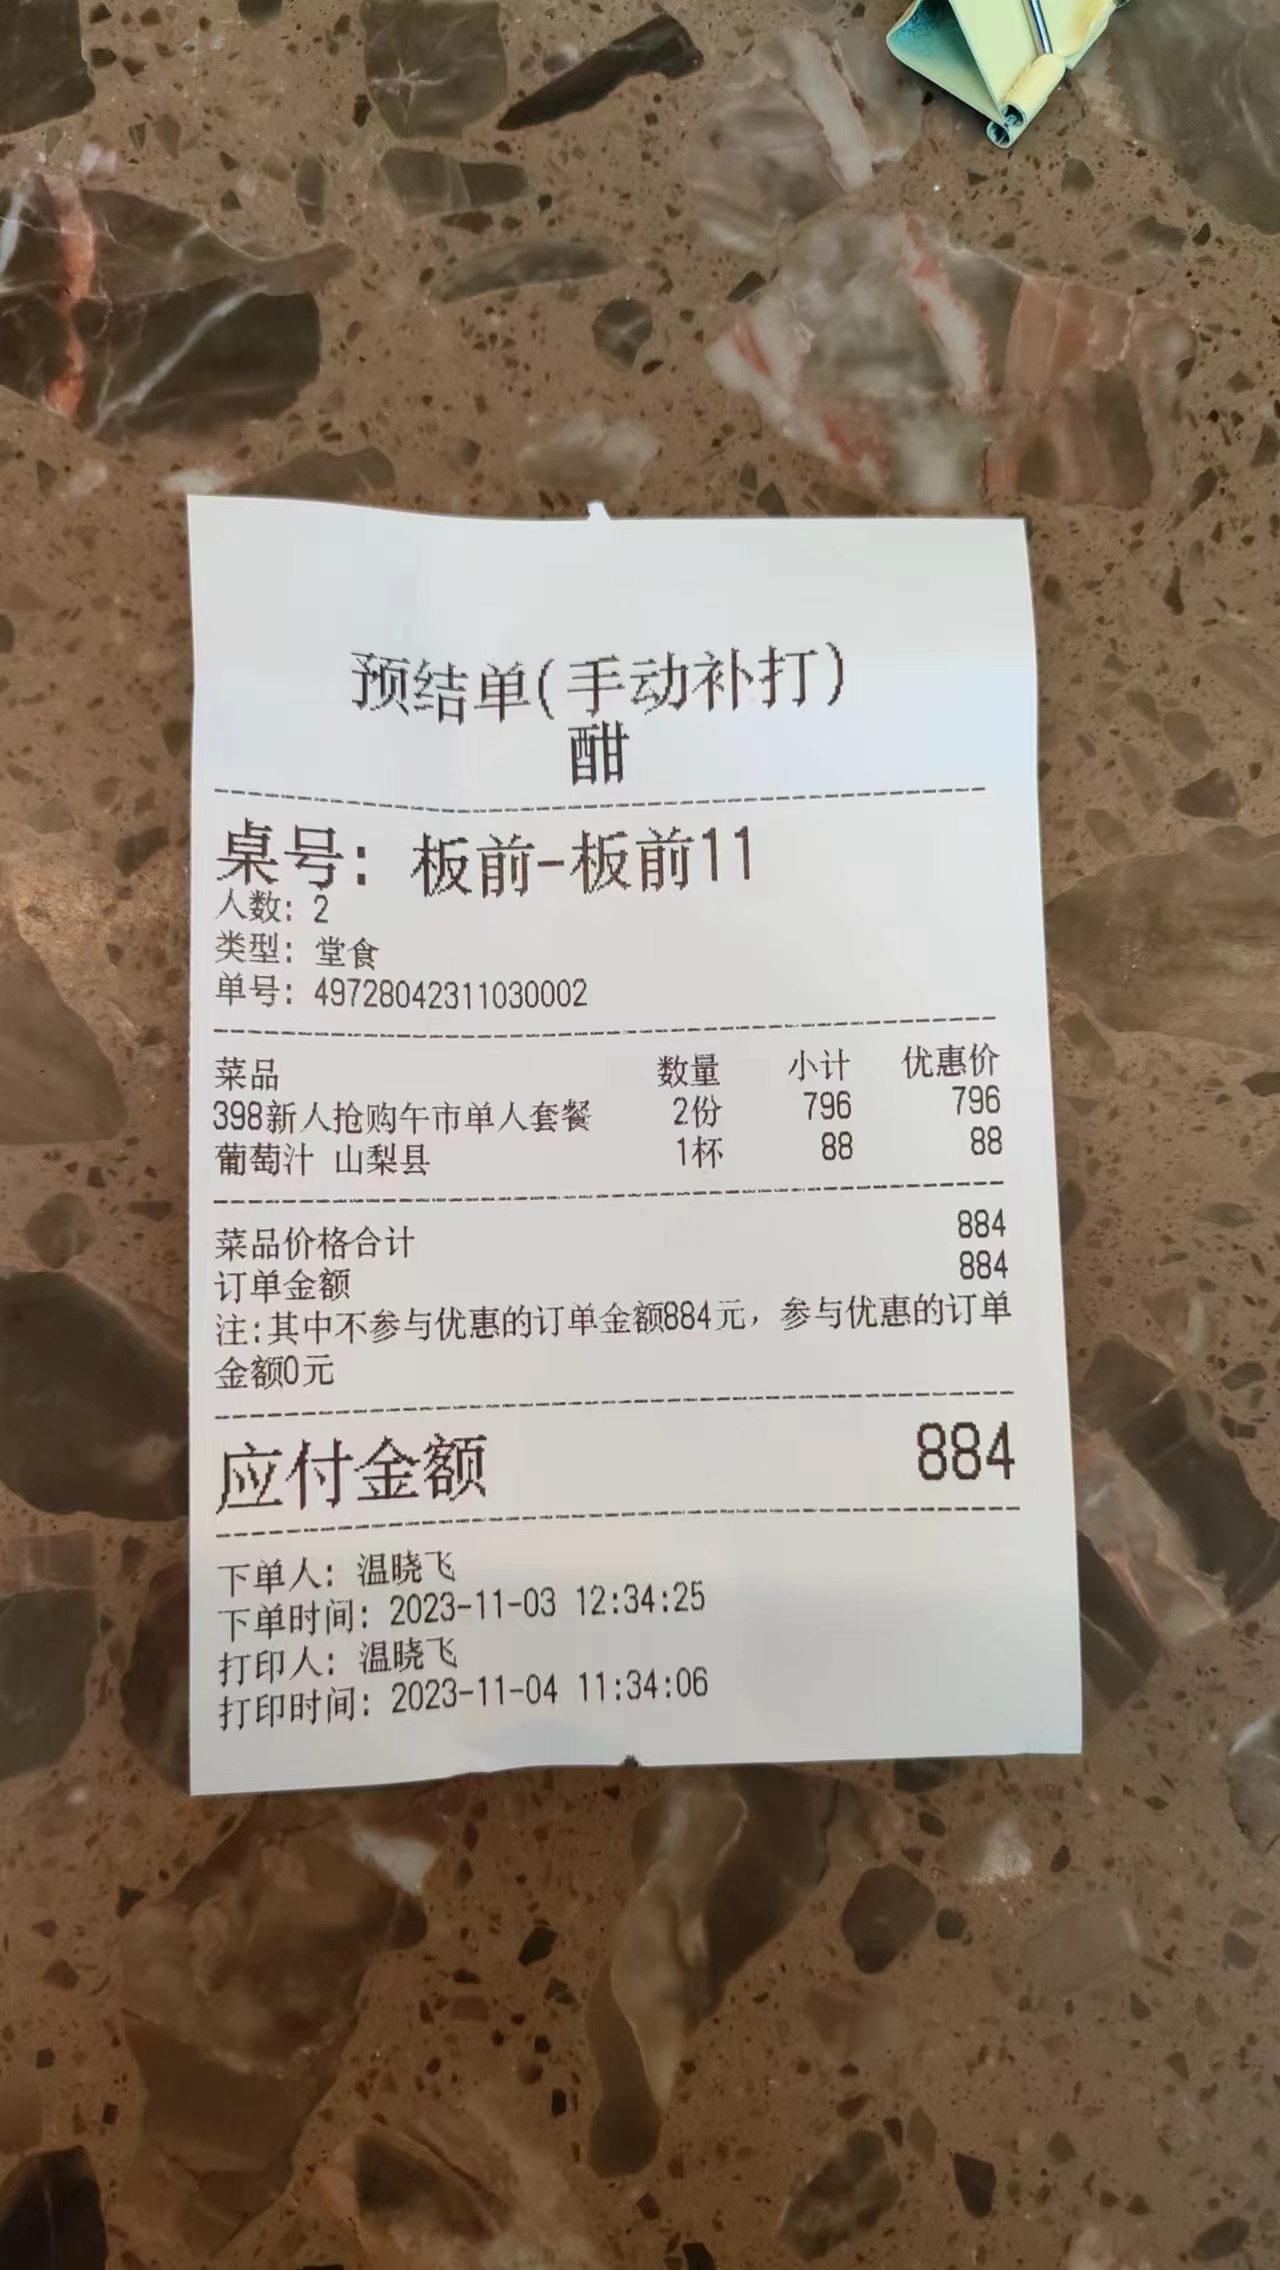 预结单(手动补打)
酣
桌号: 板前-板前11
人数: 2
类型: 堂食
单号: 49728042311030002
菜品 数量 小计 优惠价
398新人抢购午市单人套餐 2份 796 796
葡萄汁 山梨县 1杯 88 88
菜品价格合计 884
订单金额 884
注:其中不参与优惠的订单金额884元, 参与优惠的订单
金额0元
应付金额 884
下单人: 温晓飞
下单时间: 2023-11-03 12:34:25
打印人: 温晓飞
打印时间: 2023-11-04 11:34:06